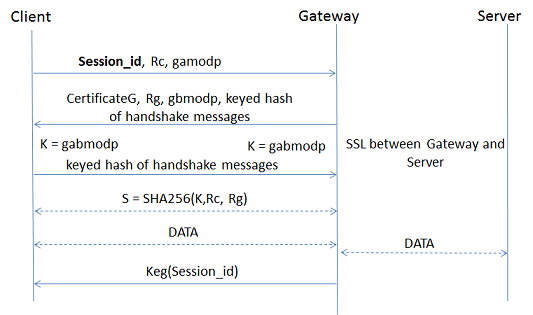 Client
Gateway
Server
Session_id, Rc, gamodp
CertificateG, Rg, gbmodp, keyed hash
of handshake messages
K = gabmodp
K = gabmodp
SSL between Gateway and
Server
keyed hash of handshake messages
S = SHA256(K,Rc, Rg)
DATA
DATA
Keg(Session_id)